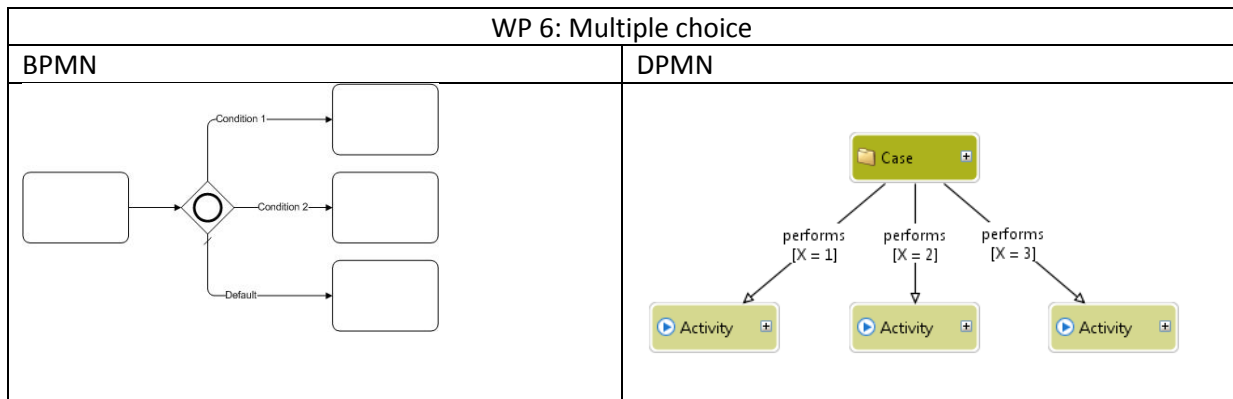 WP 6: Multiple choice
BPMN
DPMN
Condition 1
Condition 2
Default
Case
performs
[X = 1]
performs
[X = 2]
performs
[X = 3]
Activity
Activity
Activity